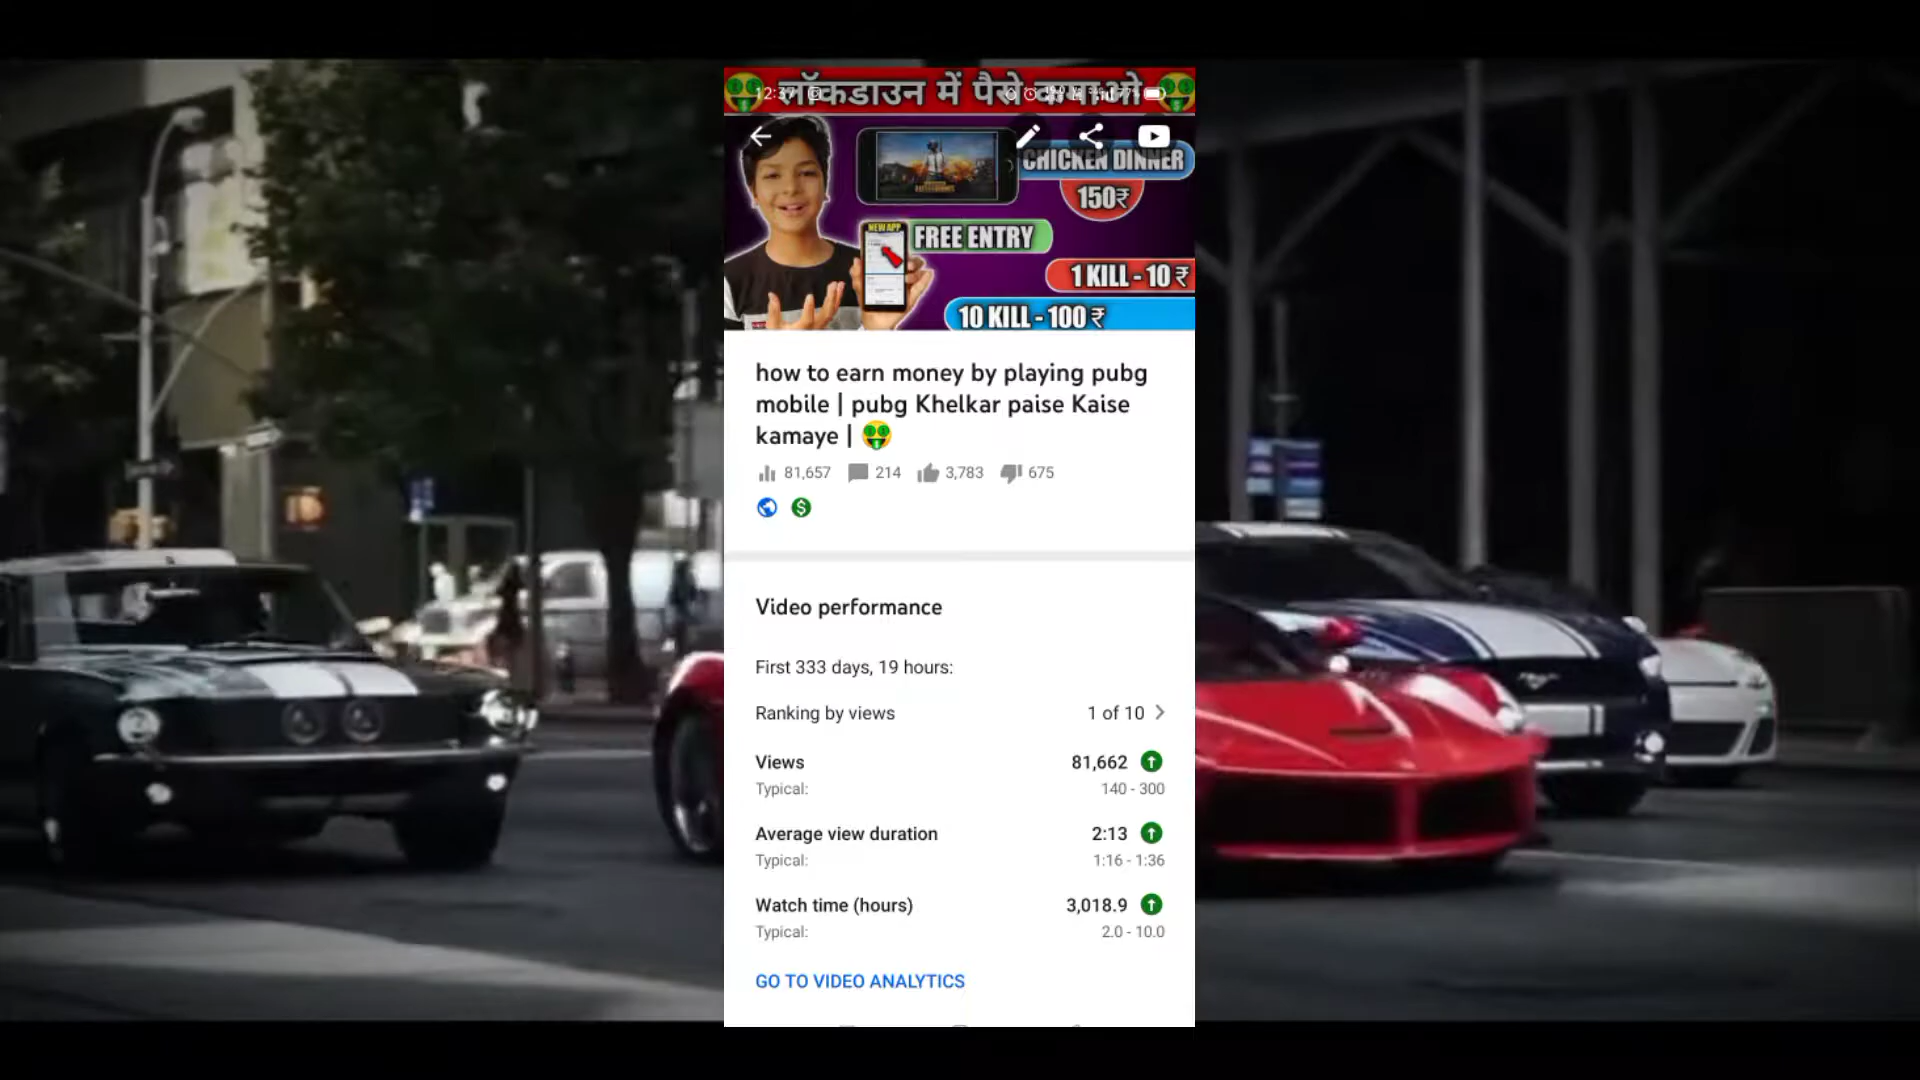 लॉकडाउन में पैसे कमाओ
12:37
77%
CHICKEN DINNER
150₹
NEW APP
FREE ENTRY
1 KILL - 10 ₹
10 KILL - 100 ₹
how to earn money by playing pubg
mobile | pubg Khelkar paise Kaise
kamaye | 🤑
81,657 214 3,783 675
Video performance
First 333 days, 19 hours:
Ranking by views 1 of 10
Views 81,662
Typical: 140 - 300
Average view duration 2:13
Typical: 1:16 - 1:36
Watch time (hours) 3,018.9
Typical: 2.0 - 10.0
GO TO VIDEO ANALYTICS